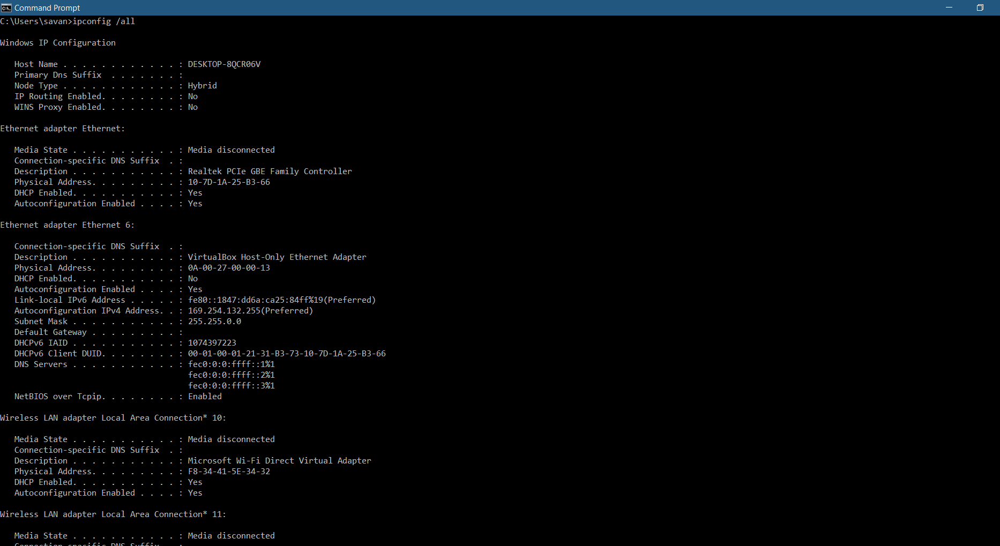 Command Prompt
C:\Users\savan>ipconfig /all
Windows IP Configuration
   Host Name . . . . . . . . . . . . : DESKTOP-8QCR06V
   Primary Dns Suffix  . . . . . . . :
   Node Type . . . . . . . . . . . . : Hybrid
   IP Routing Enabled. . . . . . . . : No
   WINS Proxy Enabled. . . . . . . . : No
Ethernet adapter Ethernet:
   Media State . . . . . . . . . . . : Media disconnected
   Connection-specific DNS Suffix  . :
   Description . . . . . . . . . . . : Realtek PCIe GBE Family Controller
   Physical Address. . . . . . . . . : 10-7D-1A-25-B3-66
   DHCP Enabled. . . . . . . . . . . : Yes
   Autoconfiguration Enabled . . . . : Yes
Ethernet adapter Ethernet 6:
   Connection-specific DNS Suffix  . :
   Description . . . . . . . . . . . : VirtualBox Host-Only Ethernet Adapter
   Physical Address. . . . . . . . . : 0A-00-27-00-00-13
   DHCP Enabled. . . . . . . . . . . : No
   Autoconfiguration Enabled . . . . : Yes
   Link-local IPv6 Address . . . . . : fe80::1847:dd6a:ca25:84ff%19(Preferred)
   Autoconfiguration IPv4 Address. . : 169.254.132.255(Preferred)
   Subnet Mask . . . . . . . . . . . : 255.255.0.0
   Default Gateway . . . . . . . . . :
   DHCPv6 IAID . . . . . . . . . . . : 1074397223
   DHCPv6 Client DUID. . . . . . . . : 00-01-00-01-21-31-B3-73-10-7D-1A-25-B3-66
   DNS Servers . . . . . . . . . . . : fec0:0:0:ffff::1%1
                                       fec0:0:0:ffff::2%1
                                       fec0:0:0:ffff::3%1
   NetBIOS over Tcpip. . . . . . . . : Enabled
Wireless LAN adapter Local Area Connection* 10:
   Media State . . . . . . . . . . . : Media disconnected
   Connection-specific DNS Suffix  . :
   Description . . . . . . . . . . . : Microsoft Wi-Fi Direct Virtual Adapter
   Physical Address. . . . . . . . . : F8-34-41-5E-34-32
   DHCP Enabled. . . . . . . . . . . : Yes
   Autoconfiguration Enabled . . . . : Yes
Wireless LAN adapter Local Area Connection* 11:
   Media State . . . . . . . . . . . : Media disconnected
   Connection-specific DNS Suffix  . :